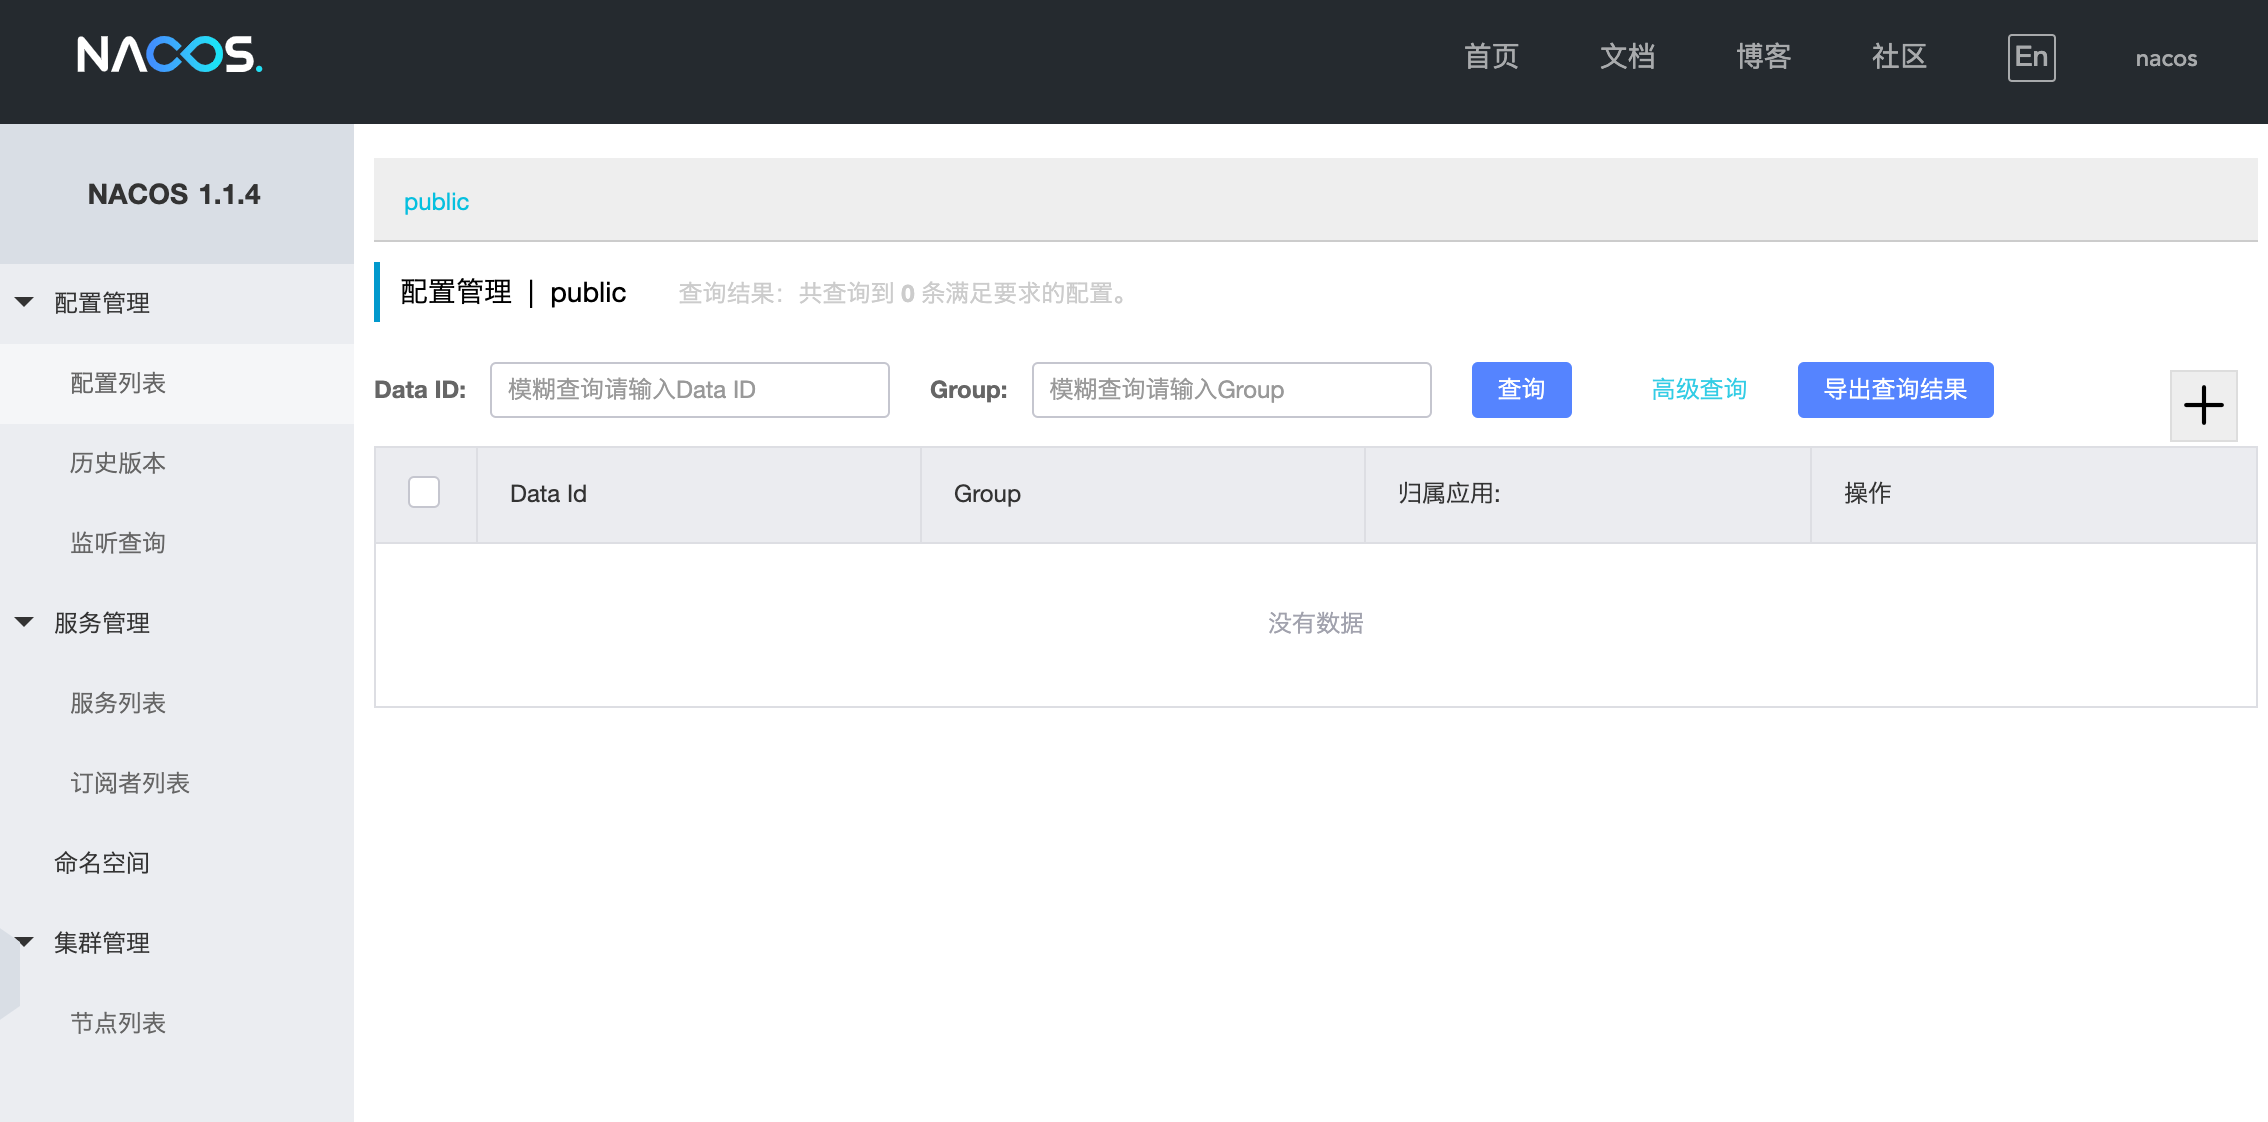 NACOS. 首页 文档 博客 社区 En nacos
NACOS 1.1.4
配置管理
配置列表
历史版本
监听查询
服务管理
服务列表
订阅者列表
命名空间
集群管理
节点列表
public
配置管理 | public 查询结果：共查询到 0 条满足要求的配置。
Data ID: 模糊查询请输入Data ID Group: 模糊查询请输入Group 查询 高级查询 导出查询结果
Data Id Group 归属应用: 操作
没有数据